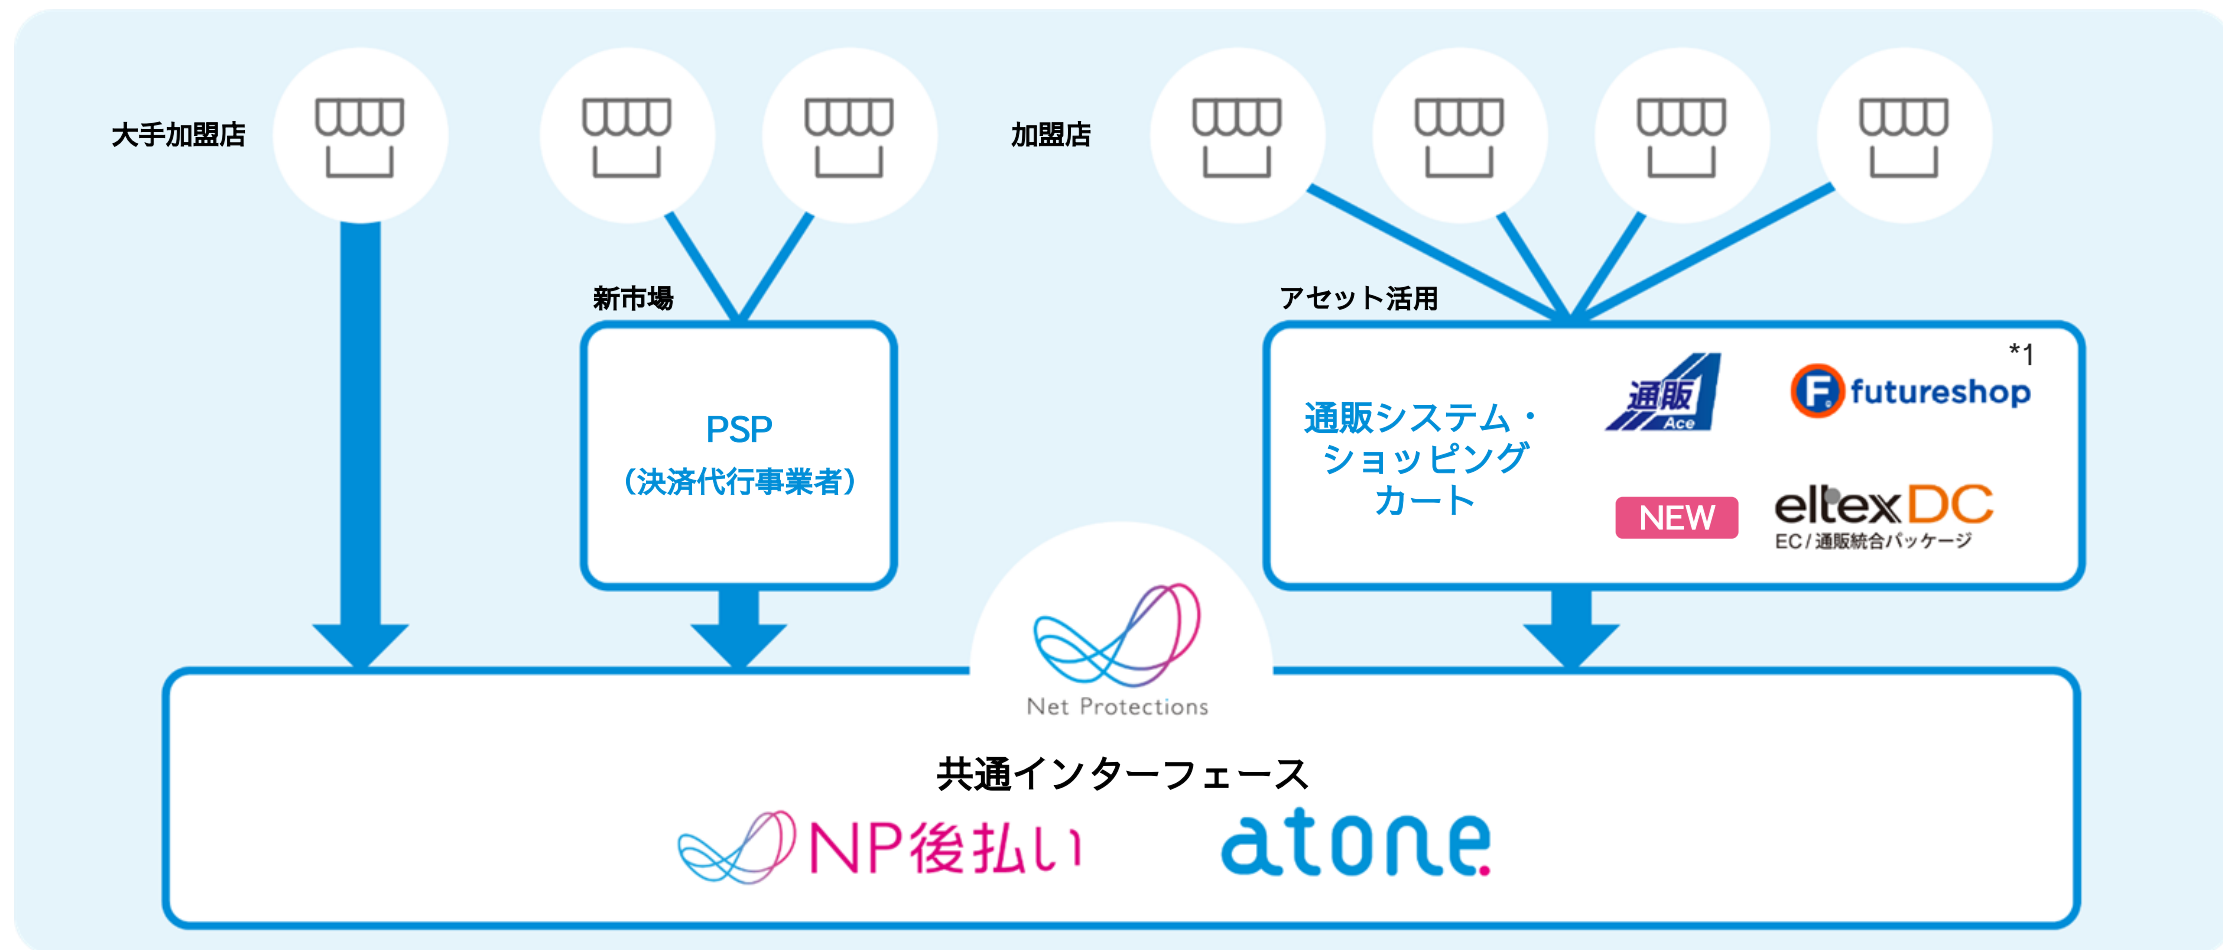 大手加盟店
加盟店
新市場
アセット活用
PSP
（決済代行事業者）
通販システム・
ショッピング
カート
通販
Ace
*1
F futureshop
NEW
eltexDC
EC/通販統合パッケージ
Net Protections
共通インターフェース
NP後払い
atone.